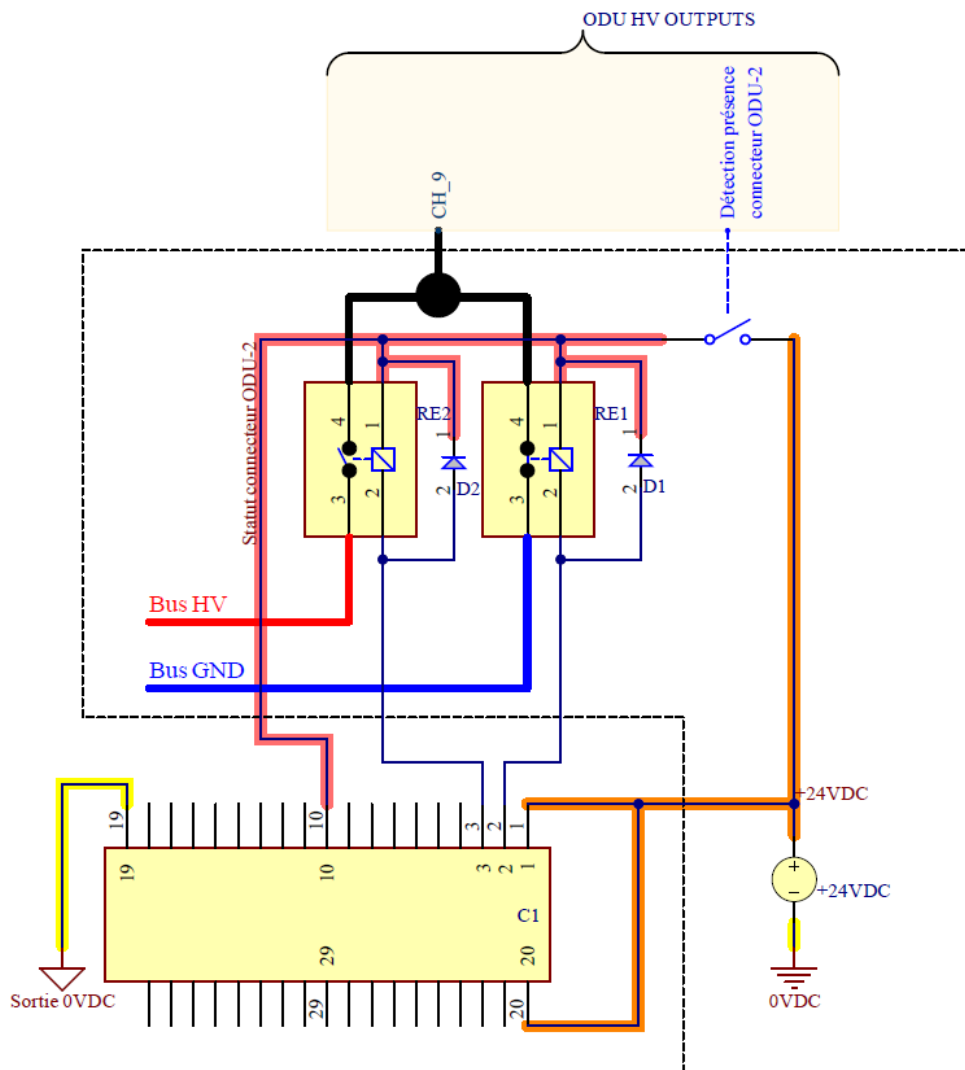 ODU HV OUTPUTS
Détection présence
connecteur ODU-2
CH_9
Statut connecteur ODU-2
4
1
RE2
1
4
1
RE1
1
3
2
2
D2
3
2
2
D1
Bus HV
Bus GND
+24VDC
19
10
3
2
1
19
10
3
2
1
C1
+24VDC
29
20
29
20
Sortie 0VDC
0VDC